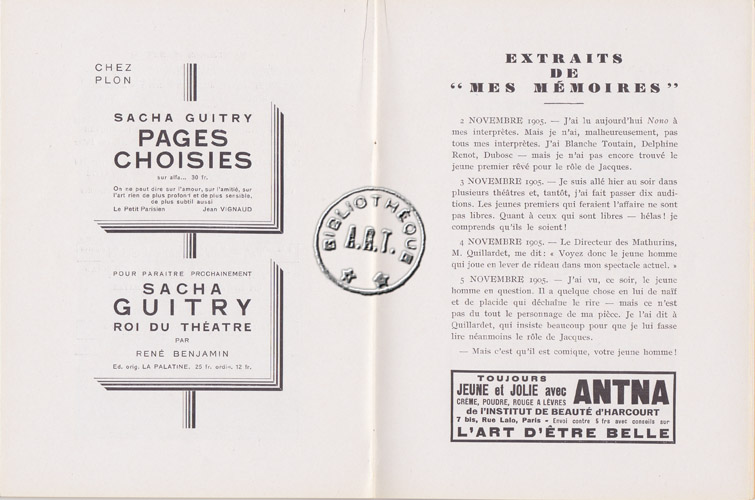 CHEZ
PLON
SACHA GUITRY
PAGES
CHOISIES
sur alfa... 30 fr.
On ne peut dire sur l'amour, sur l'amitié, sur
l'art rien de plus profond et de plus sensible,
de plus subtil aussi
Le Petit Parisien Jean VIGNAUD
POUR PARAITRE PROCHAINEMENT
SACHA
GUITRY
ROI DU THÉATRE
PAR
RENÉ BENJAMIN
Ed. orig. LA PALATINE. 25 fr. ordin. 12 fr.
BIBLIOTHÈQUE
A.R.T.
EXTRAITS
DE
“ MES MÉMOIRES ”
2 NOVEMBRE 1905. — J'ai lu aujourd'hui Nono à
mes interprètes. Mais je n'ai, malheureusement, pas
tous mes interprètes. J'ai Blanche Toutain, Delphine
Renot, Dubosc — mais je n'ai pas encore trouvé le
jeune premier rêvé pour le rôle de Jacques.
3 NOVEMBRE 1905. — Je suis allé hier au soir dans
plusieurs théâtres et, tantôt, j'ai fait passer dix audi-
tions. Les jeunes premiers qui feraient l'affaire ne sont
pas libres. Quant à ceux qui sont libres — hélas! je
comprends qu'ils le soient!
4 NOVEMBRE 1905. — Le Directeur des Mathurins,
M. Quillardet, me dit: « Voyez donc le jeune homme
qui joue en lever de rideau dans mon spectacle actuel. »
5 NOVEMBRE 1905. — J'ai vu, ce soir, le jeune
homme en question. Il a quelque chose en lui de naïf
et de placide qui déchaîne le rire — mais ce n'est
pas du tout le personnage de ma pièce. Je l'ai dit à
Quillardet, qui insiste beaucoup pour que je lui fasse
lire néanmoins le rôle de Jacques.
— Mais c'est qu'il est comique, votre jeune homme!
TOUJOURS
JEUNE et JOLIE avec ANTNA
CRÈME, POUDRE, ROUGE A LÈVRES
de l'INSTITUT DE BEAUTÉ d'HARCOURT
7 bis, Rue Lalo, Paris - Envoi contre 5 frs avec conseils sur
L'ART D'ÊTRE BELLE